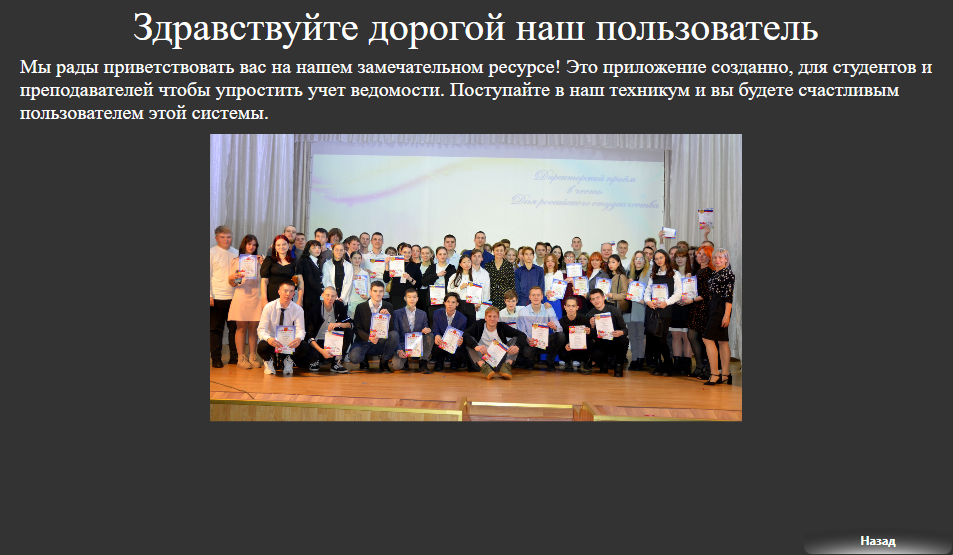 Здравствуйте дорогой наш пользователь
Мы рады приветствовать вас на нашем замечательном ресурсе! Это приложение созданно, для студентов и
преподавателей чтобы упростить учет ведомости. Поступайте в наш техникум и вы будете счастливым
пользователем этой системы.
Директорский приём
в честь
Дня российского студенчества
Назад